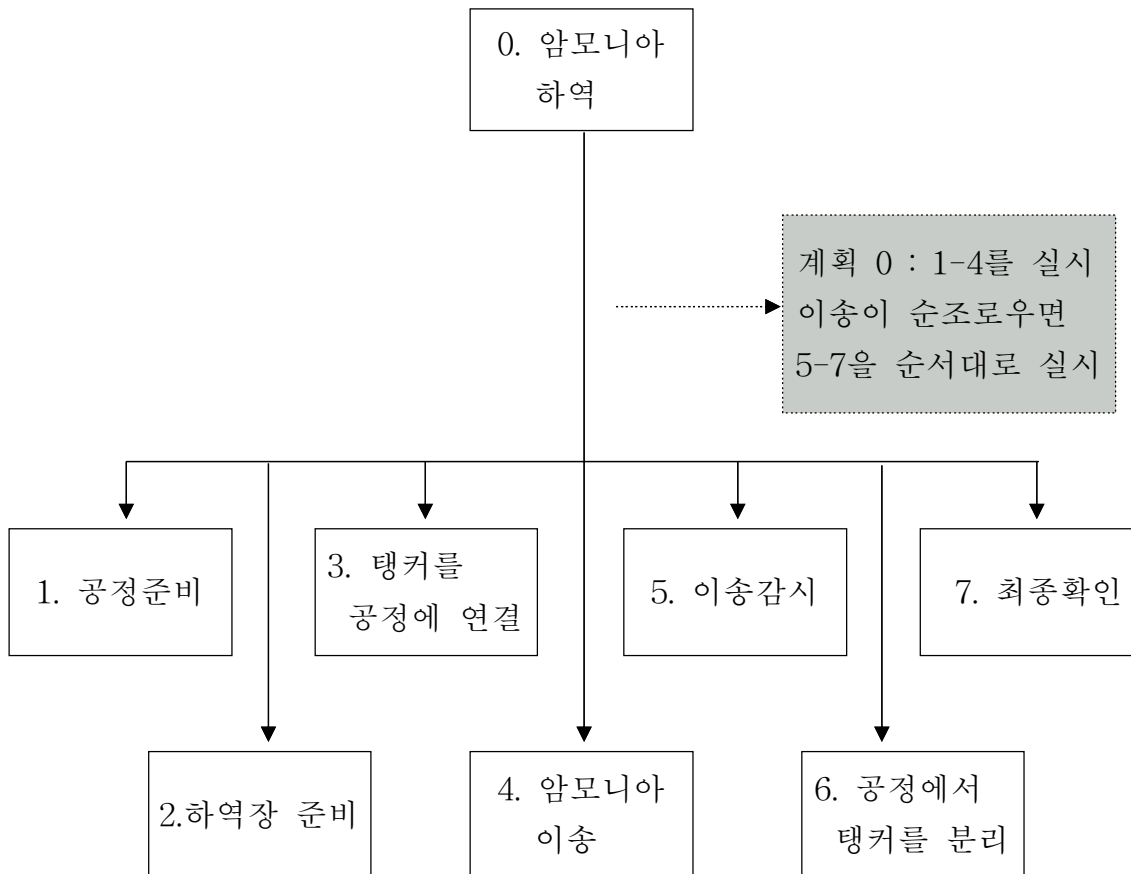 0. 암모니아
하역
계획 0 : 1-4를 실시
이송이 순조로우면
5-7을 순서대로 실시
1. 공정준비
3. 탱커를
공정에 연결
5. 이송감시
7. 최종확인
2.하역장 준비
4. 암모니아
이송
6. 공정에서
탱커를 분리